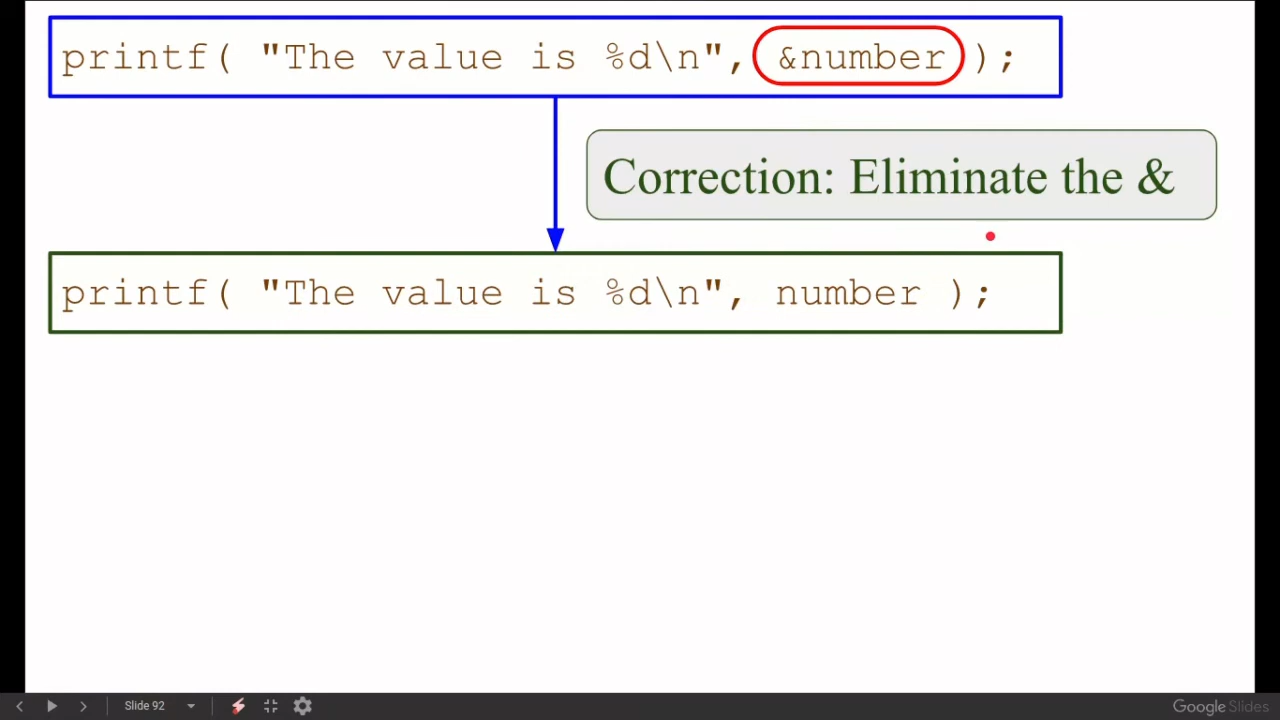 printf( "The value is %d\n", &number );
Correction: Eliminate the &
printf( "The value is %d\n", number );
Slide 92
Google Slides